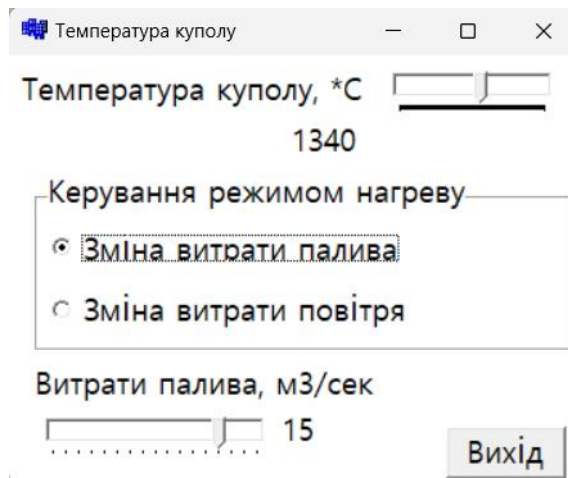 Температура куполу
Температура куполу, *С
1340
Керування режимом нагреву
Зміна витрати палива
Зміна витрати повітря
Витрати палива, м3/сек
15
Вихід